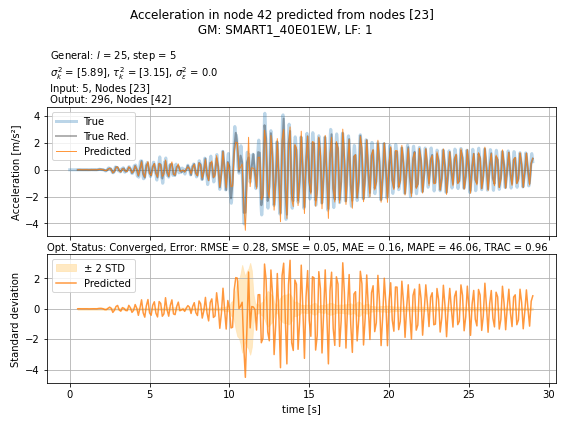 Acceleration in node 42 predicted from nodes [23]
GM: SMART1_40E01EW, LF: 1
General: l = 25, step = 5
σ²ₖ = [5.89], τ²ₖ = [3.15], σ²ε = 0.0
Input: 5, Nodes [23]
Output: 296, Nodes [42]
Acceleration [m/s²]
4
2
0
−2
−4
True
True Red.
Predicted
Opt. Status: Converged, Error: RMSE = 0.28, SMSE = 0.05, MAE = 0.16, MAPE = 46.06, TRAC = 0.96
Standard deviation
2
0
−2
−4
± 2 STD
Predicted
0 5 10 15 20 25 30
time [s]